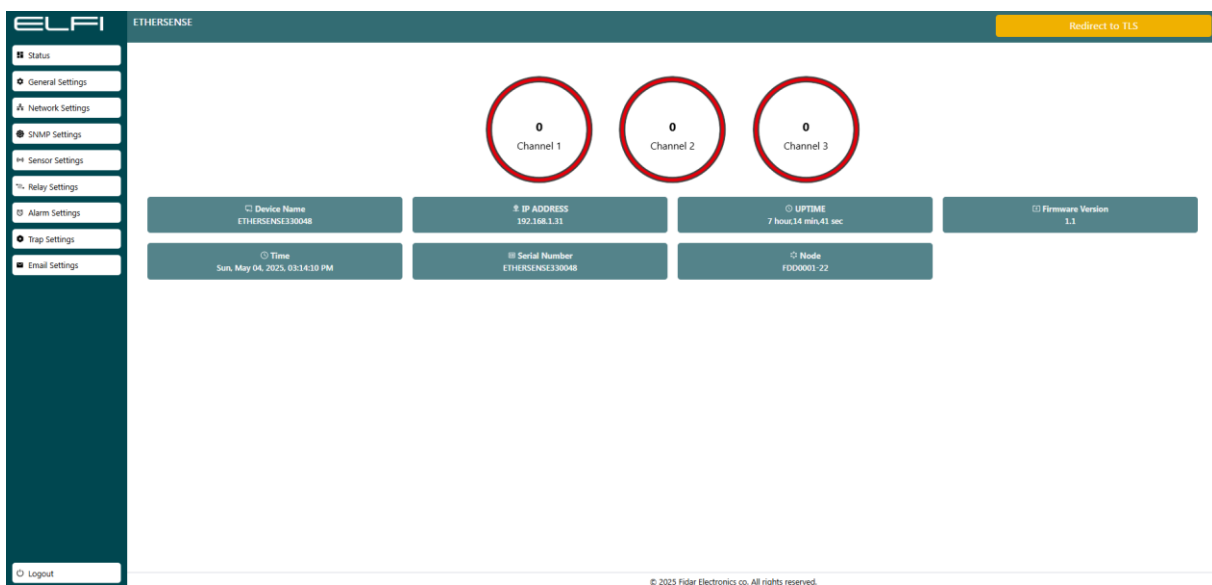 ELFI
ETHERSENSE
Redirect to TLS
Status
General Settings
Network Settings
SNMP Settings
Sensor Settings
Relay Settings
Alarm Settings
Trap Settings
Email Settings
Logout
0
Channel 1
0
Channel 2
0
Channel 3
Device Name
ETHERSENSE330048
IP ADDRESS
192.168.1.31
UPTIME
7 hour,14 min,41 sec
Firmware Version
1.1
Time
Sun, May 04, 2025, 03:14:10 PM
Serial Number
ETHERSENSE330048
Node
FDD0001-22
© 2025 Fidar Electronics co. All rights reserved.